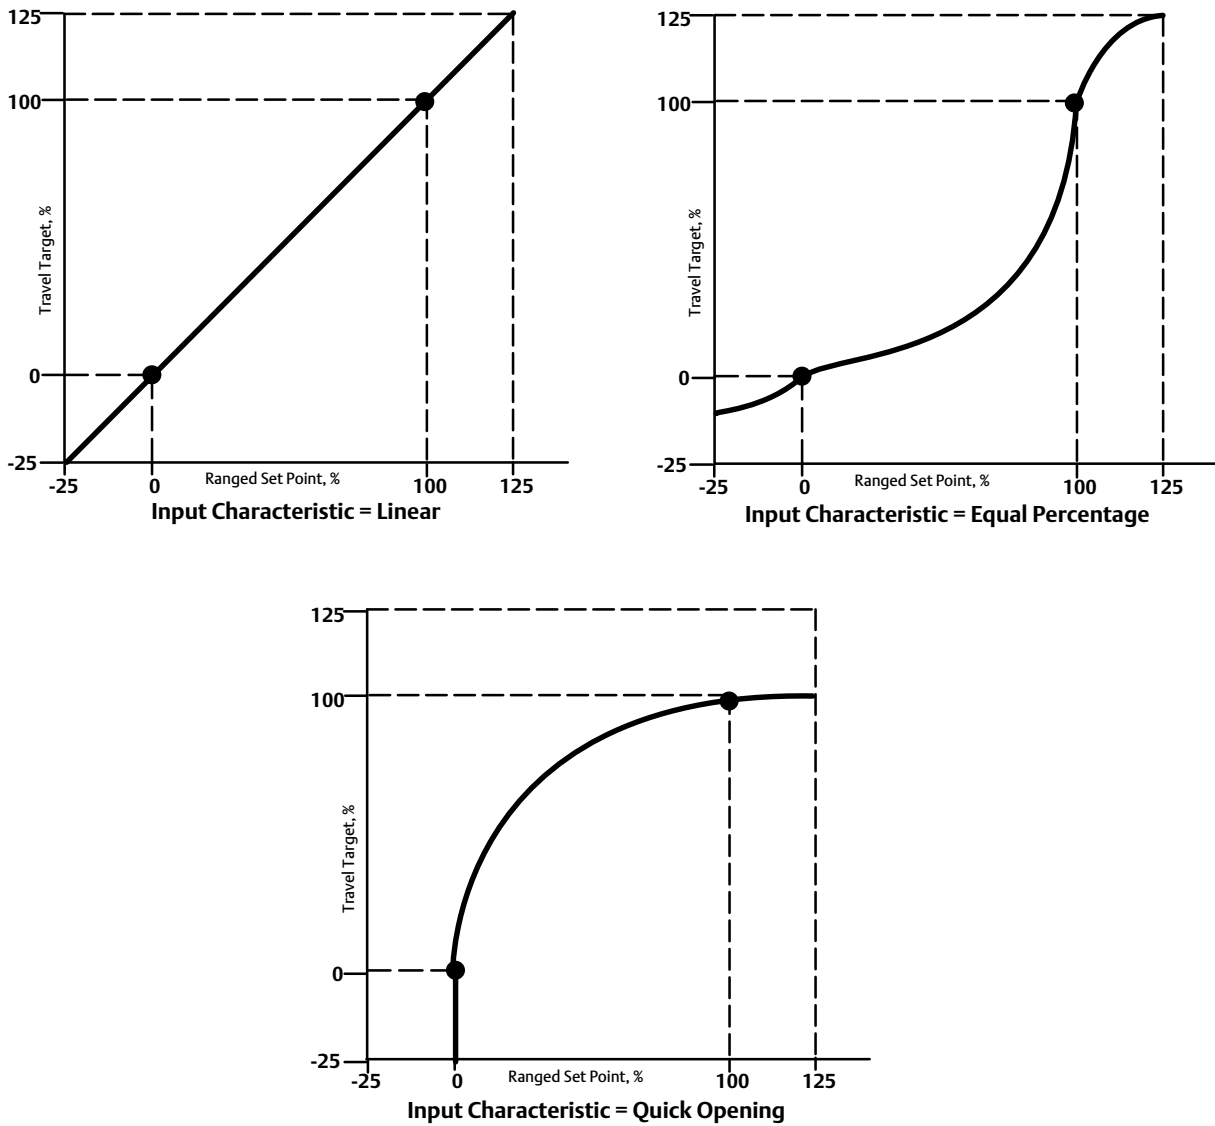 125
100
Travel Target, %
0
-25
-25
0
Ranged Set Point, %
100
125
Input Characteristic = Linear
125
100
Travel Target, %
0
-25
-25
0
Ranged Set Point, %
100
125
Input Characteristic = Equal Percentage
125
100
Travel Target, %
0
-25
-25
0
Ranged Set Point, %
100
125
Input Characteristic = Quick Opening